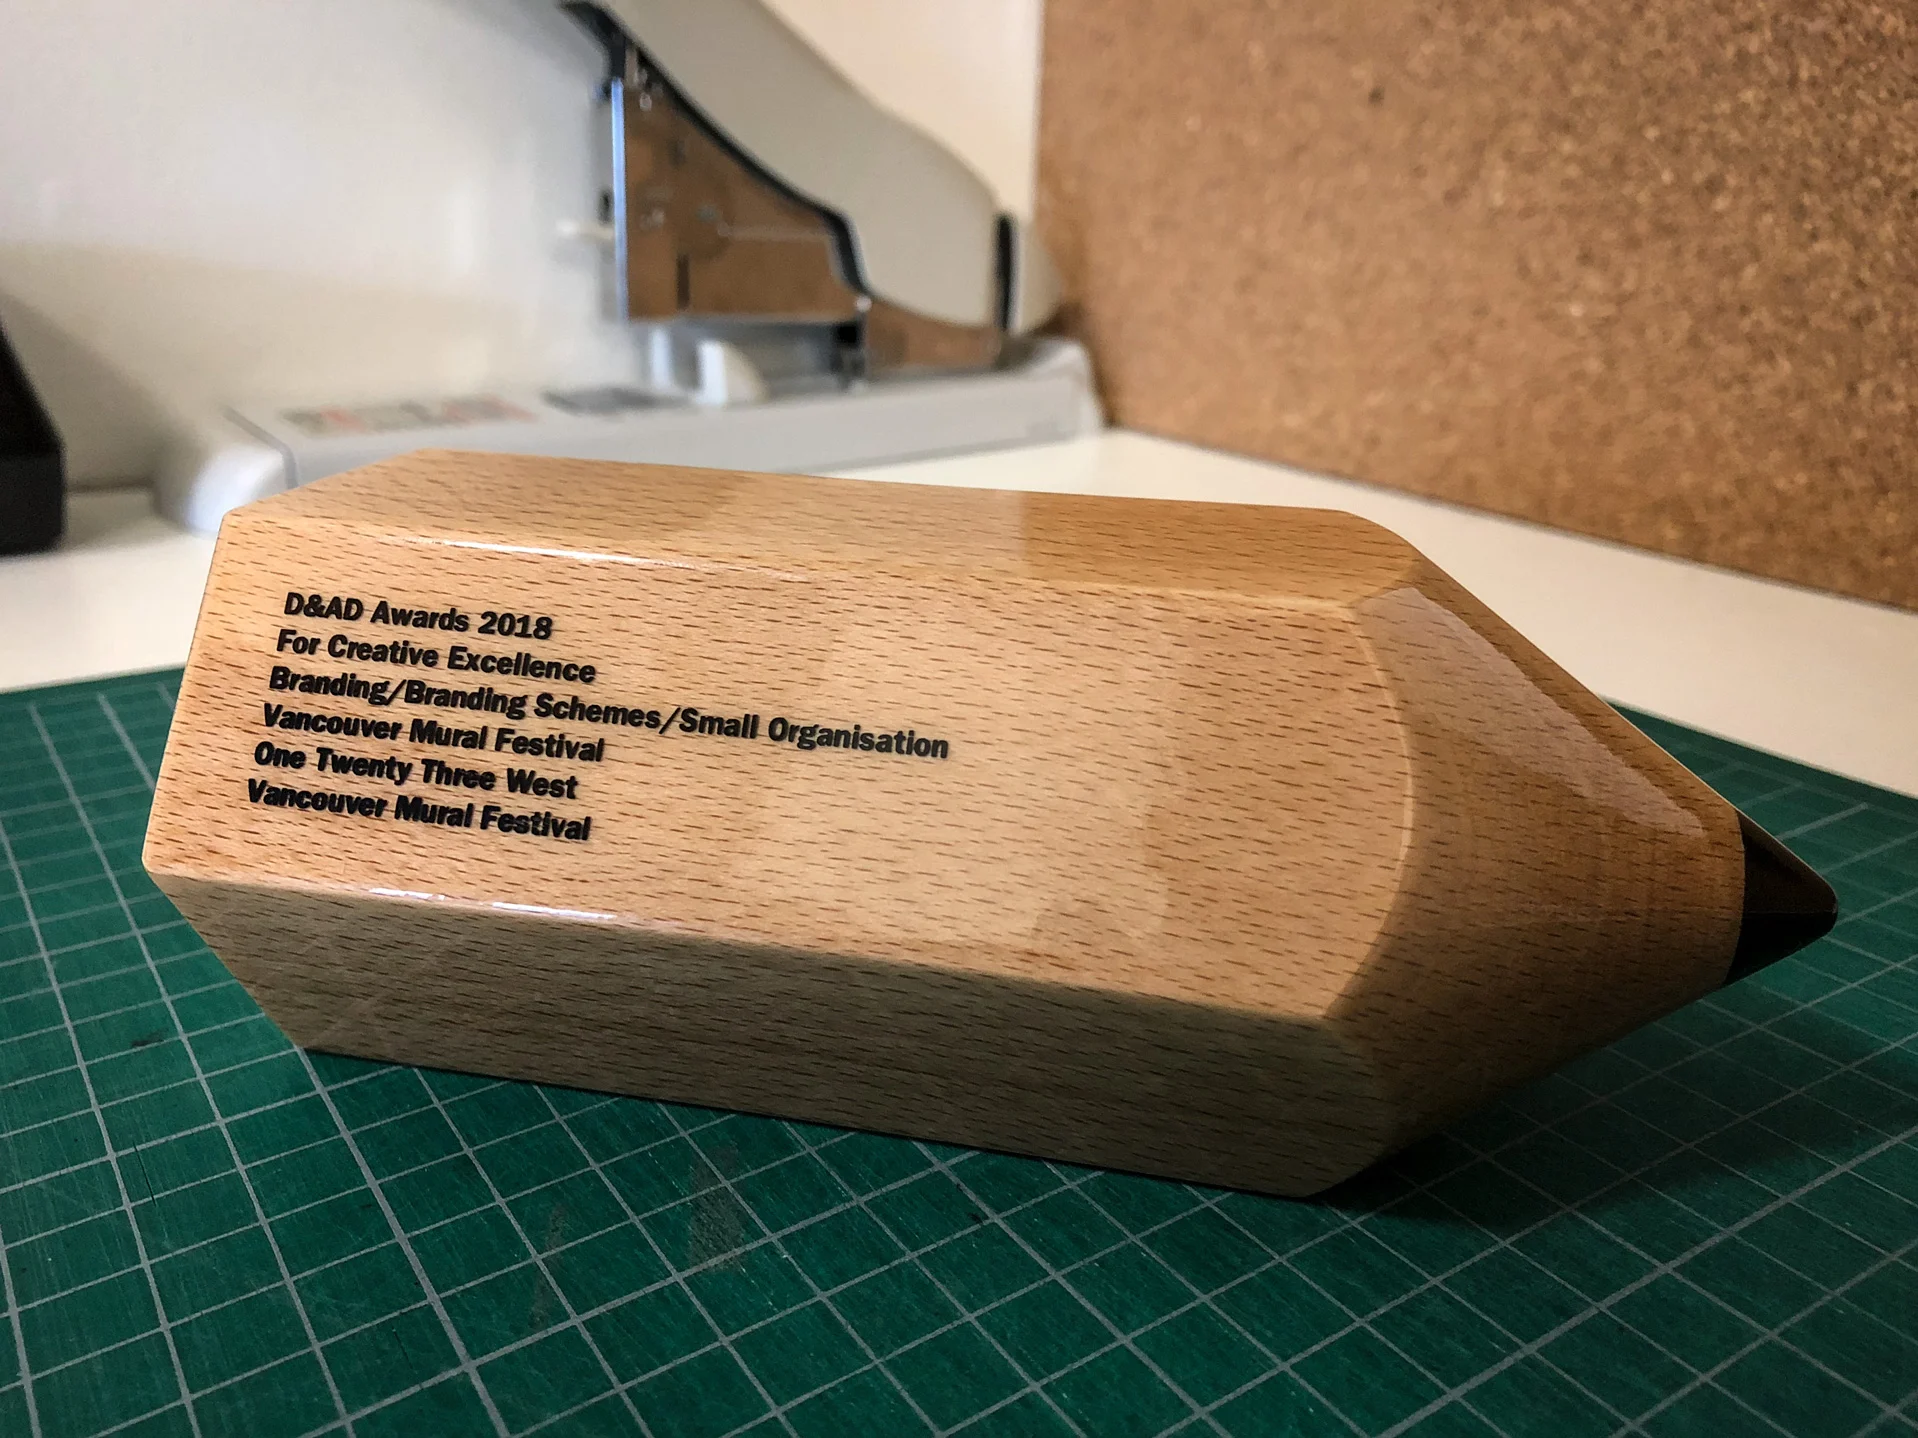 D&AD Awards 2018
For Creative Excellence
Branding/Branding Schemes/Small Organisation
Vancouver Mural Festival
One Twenty Three West
Vancouver Mural Festival